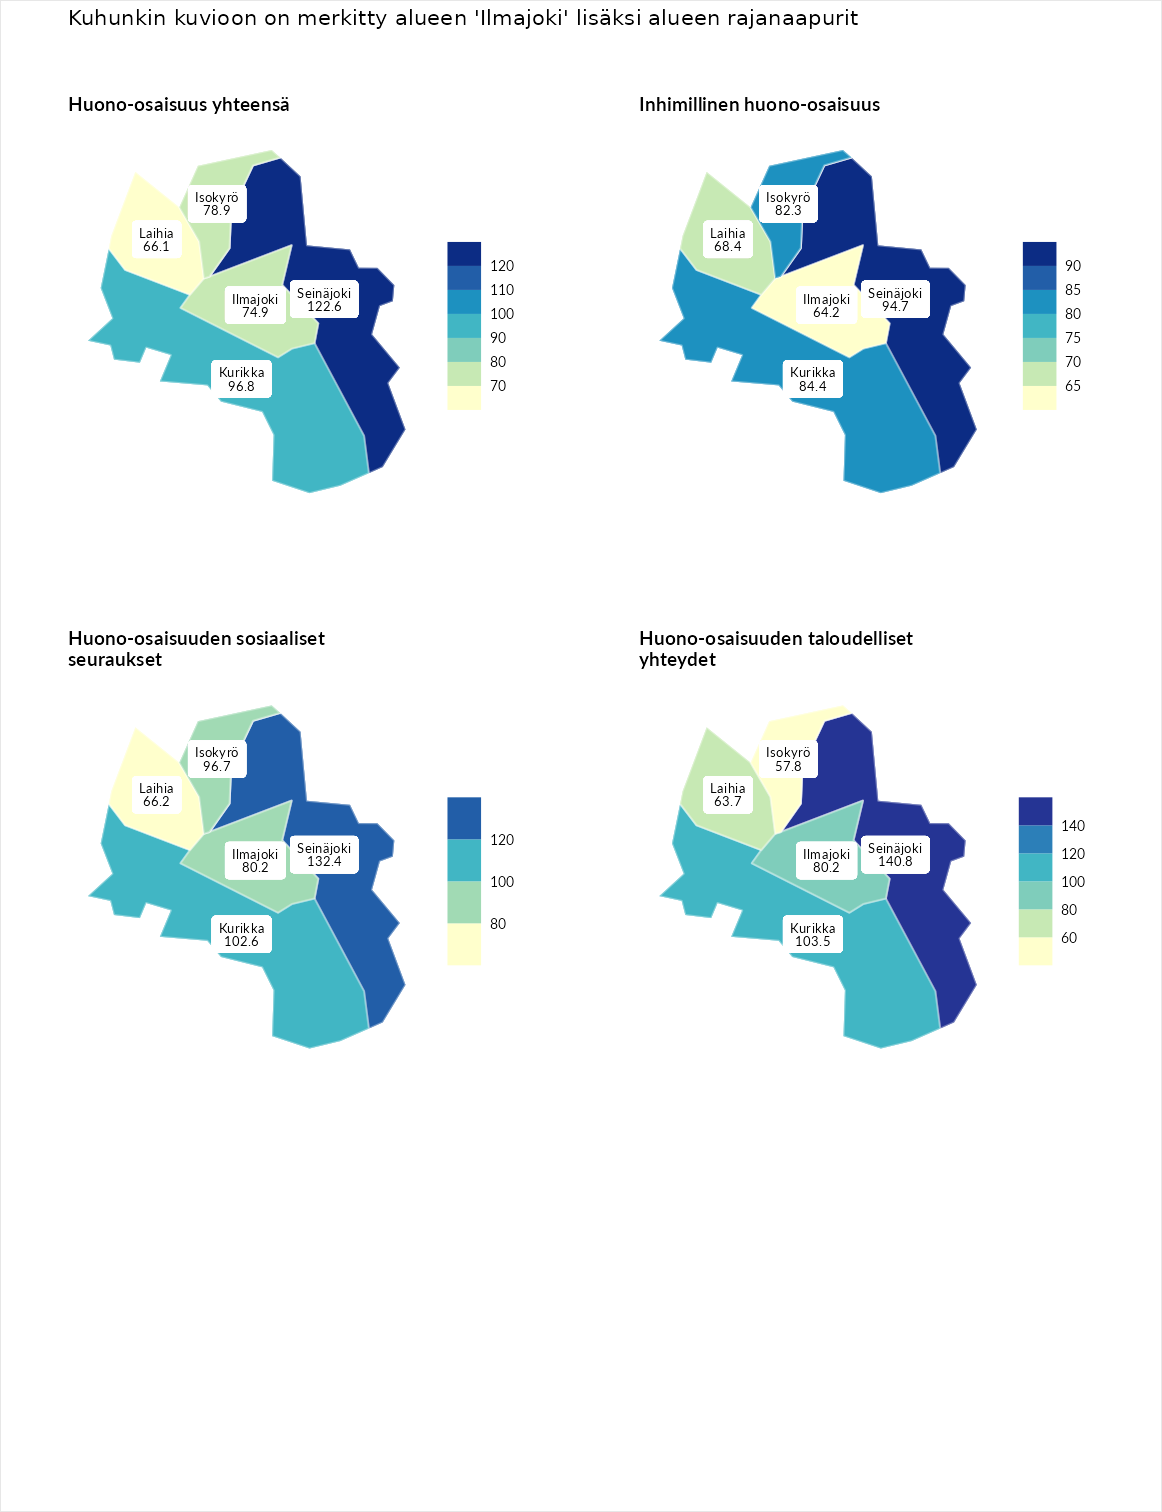 Kuhunkin kuvioon on merkitty alueen 'Ilmajoki' lisäksi alueen rajanaapurit
Huono-osaisuus yhteensä
Isokyrö
78.9
Laihia
66.1
Ilmajoki
74.9
Seinäjoki
122.6
Kurikka
96.8
120
110
100
90
80
70
Inhimillinen huono-osaisuus
Isokyrö
82.3
Laihia
68.4
Ilmajoki
64.2
Seinäjoki
94.7
Kurikka
84.4
90
85
80
75
70
65
Huono-osaisuuden sosiaaliset
seuraukset
Isokyrö
96.7
Laihia
66.2
Ilmajoki
80.2
Seinäjoki
132.4
Kurikka
102.6
120
100
80
Huono-osaisuuden taloudelliset
yhteydet
Isokyrö
57.8
Laihia
63.7
Ilmajoki
80.2
Seinäjoki
140.8
Kurikka
103.5
140
120
100
80
60